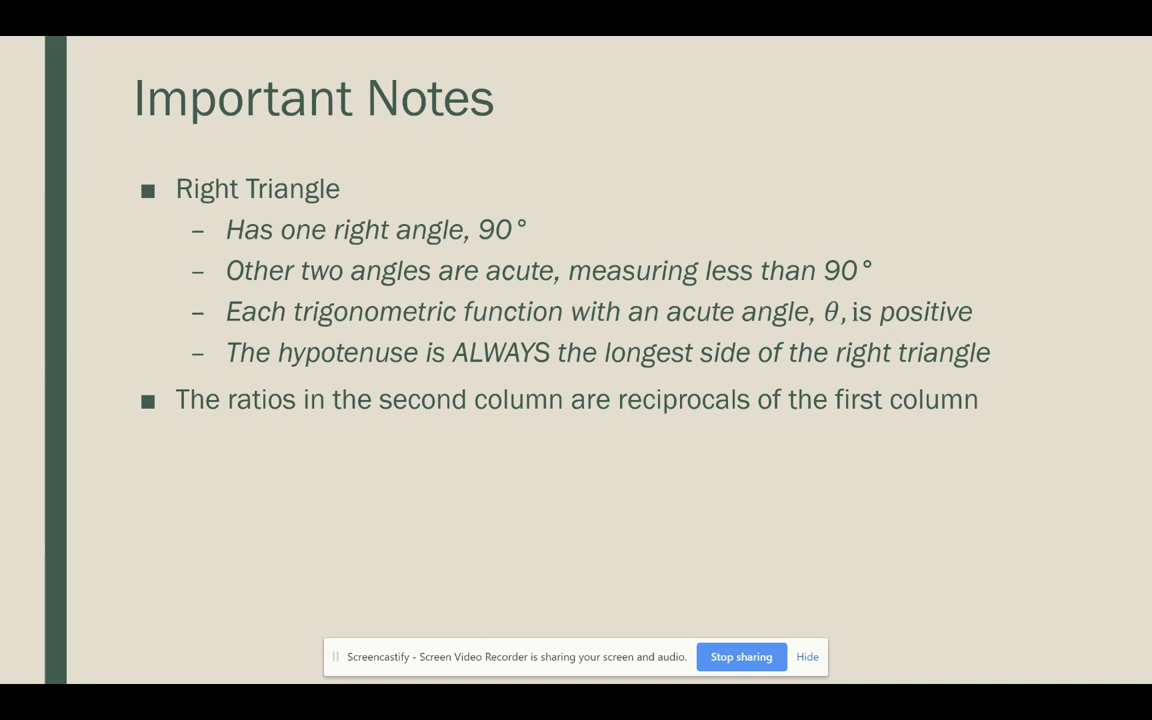 Important Notes
■ Right Triangle
– Has one right angle, 90°
– Other two angles are acute, measuring less than 90°
– Each trigonometric function with an acute angle, θ, is positive
– The hypotenuse is ALWAYS the longest side of the right triangle
■ The ratios in the second column are reciprocals of the first column
Screencastify - Screen Video Recorder is sharing your screen and audio. Stop sharing Hide